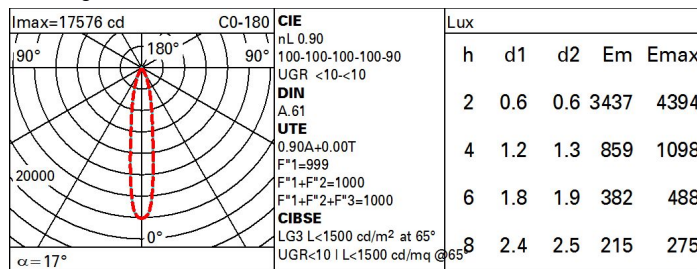 Imax=17576 cd C0-180
90° 180° 90°
20000
0°
α=17°
CIE
nL 0.90
100-100-100-100-90
UGR <10-<10
DIN
A.61
UTE
0.90A+0.00T
F"1=999
F"1+F"2=1000
F"1+F"2+F"3=1000
CIBSE
LG3 L<1500 cd/m² at 65°
UGR<10 | L<1500 cd/mq @65°
Lux
h d1 d2 Em Emax
2 0.6 0.6 3437 4394
4 1.2 1.3 859 1098
6 1.8 1.9 382 488
8 2.4 2.5 215 275